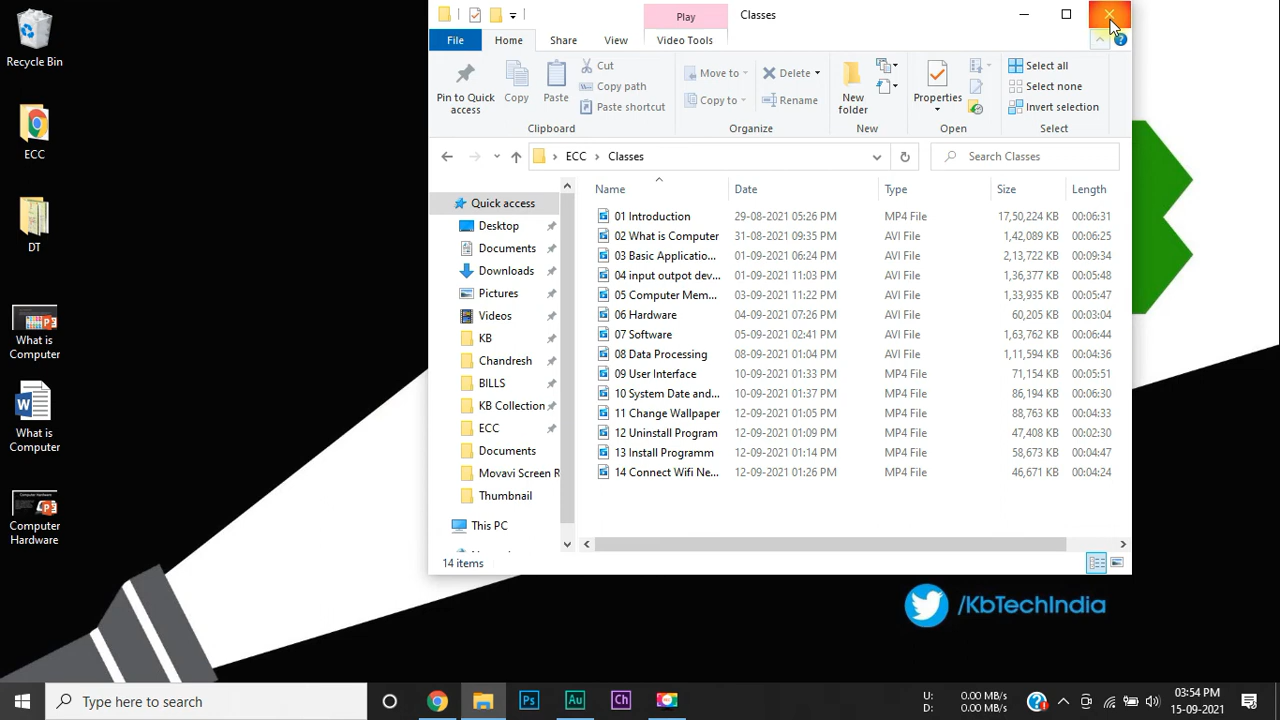 Recycle Bin
ECC
DT
What is
Computer
What is
Computer
Computer
Hardware
Play
Classes
File
Home
Share
View
Video Tools
Pin to Quick
access
Copy
Paste
Cut
Copy path
Paste shortcut
Clipboard
Move to
Copy to
Delete
Rename
Organize
New
folder
New
Properties
Open
Select all
Select none
Invert selection
Select
ECC
Classes
Search Classes
Quick access
Desktop
Documents
Downloads
Pictures
Videos
KB
Chandresh
BILLS
KB Collection
ECC
Documents
Movavi Screen R
Thumbnail
This PC
Name Date Type Size Length
01 Introduction 29-08-2021 05:26 PM MP4 File 17,50,224 KB 00:06:31
02 What is Computer 31-08-2021 09:35 PM AVI File 1,42,089 KB 00:06:25
03 Basic Applicatio... 01-09-2021 06:24 PM AVI File 2,13,722 KB 00:09:34
04 input outpot dev... 01-09-2021 11:03 PM AVI File 1,36,377 KB 00:05:48
05 Computer Mem... 03-09-2021 11:22 PM AVI File 1,33,935 KB 00:05:47
06 Hardware 04-09-2021 07:26 PM AVI File 60,205 KB 00:03:04
07 Software 05-09-2021 02:41 PM AVI File 1,63,762 KB 00:06:44
08 Data Processing 08-09-2021 01:04 PM AVI File 1,11,594 KB 00:04:36
09 User Interface 10-09-2021 01:33 PM MP4 File 71,154 KB 00:05:51
10 System Date and... 10-09-2021 01:37 PM MP4 File 86,194 KB 00:06:30
11 Change Wallpaper 12-09-2021 01:05 PM MP4 File 88,763 KB 00:04:33
12 Uninstall Program 12-09-2021 01:09 PM MP4 File 47,408 KB 00:02:30
13 Install Programm 12-09-2021 01:14 PM MP4 File 58,673 KB 00:04:47
14 Connect Wifi Ne... 12-09-2021 01:26 PM MP4 File 46,671 KB 00:04:24
14 items
/KbTechIndia
Type here to search
Ps
Au
Ch
U: 0.00 MB/s
D: 0.00 MB/s
03:54 PM
15-09-2021